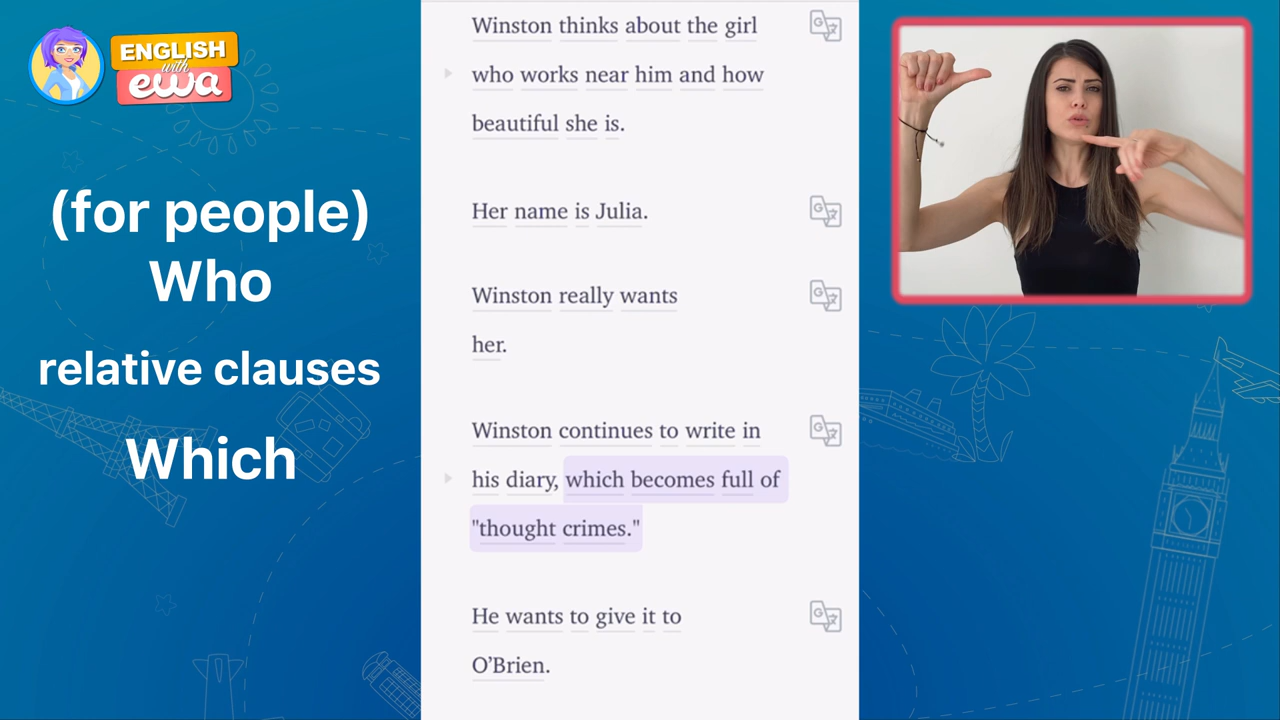 ENGLISH
with
ewa
(for people)
Who
relative clauses
Which
Winston thinks about the girl
who works near him and how
beautiful she is.
Her name is Julia.
Winston really wants
her.
Winston continues to write in
his diary, which becomes full of
"thought crimes."
He wants to give it to
O’Brien.